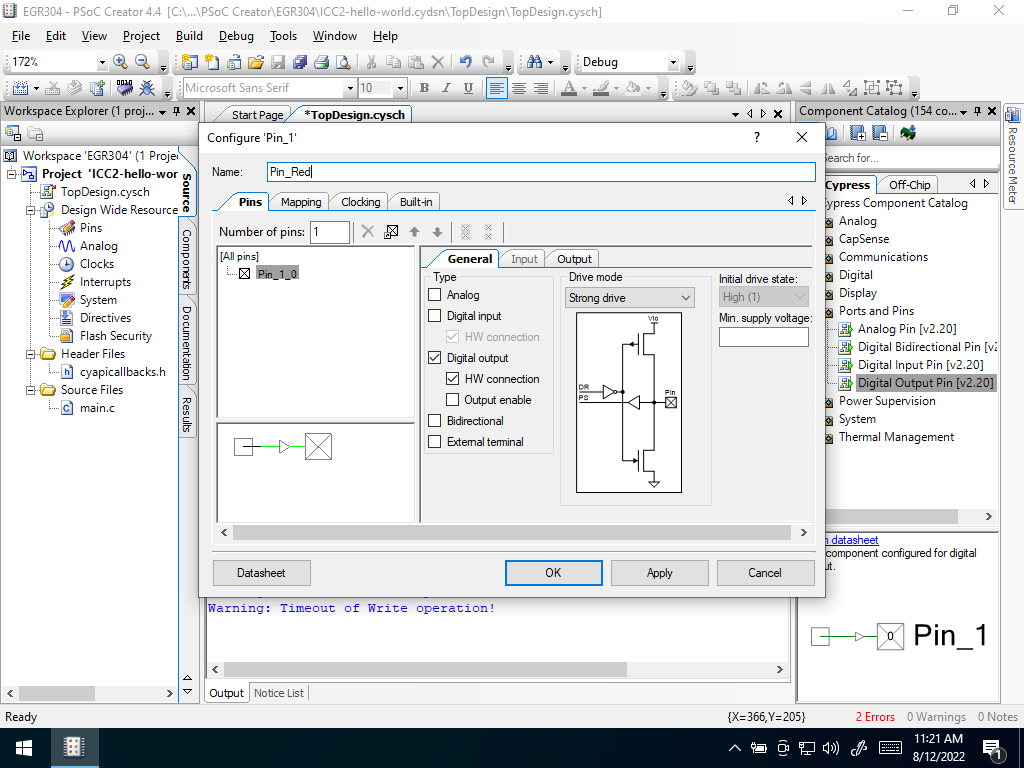 EGR304 - PSoC Creator 4.4 [C:\...\PSoC Creator\EGR304\ICC2-hello-world.cydsn\TopDesign\TopDesign.cysch]
File Edit View Project Build Debug Tools Window Help
172% Debug
Microsoft Sans Serif 10 B I U A
Workspace Explorer (1 proj...
Workspace 'EGR304' (1 Projec
Project 'ICC2-hello-wor
TopDesign.cysch
Design Wide Resource
Pins
Analog
Clocks
Interrupts
System
Directives
Flash Security
Header Files
cyapicallbacks.h
Source Files
main.c
Source
Components
Documentation
Results
Start Page *TopDesign.cysch
Configure 'Pin_1' ?
Name: Pin_Red
Pins Mapping Clocking Built-in
Number of pins: 1
[All pins]
Pin_1_0
General Input Output
Type
Analog
Digital input
HW connection
Digital output
HW connection
Output enable
Bidirectional
External terminal
Drive mode
Strong drive
Vio
DR
PS
Pin
Initial drive state:
High (1)
Min. supply voltage:
Datasheet OK Apply Cancel
Warning: Timeout of Write operation!
Output Notice List
Component Catalog (154 co...
Search for...
Cypress Off-Chip
ypress Component Catalog
Analog
CapSense
Communications
Digital
Display
Ports and Pins
Analog Pin [v2.20]
Digital Bidirectional Pin [v2
Digital Input Pin [v2.20]
Digital Output Pin [v2.20]
Power Supervision
System
Thermal Management
n datasheet
component configured for digital
ut.
0 Pin_1
Resource Meter
Ready {X=366,Y=205} 2 Errors 0 Warnings 0 Notes
11:21 AM
8/12/2022
1